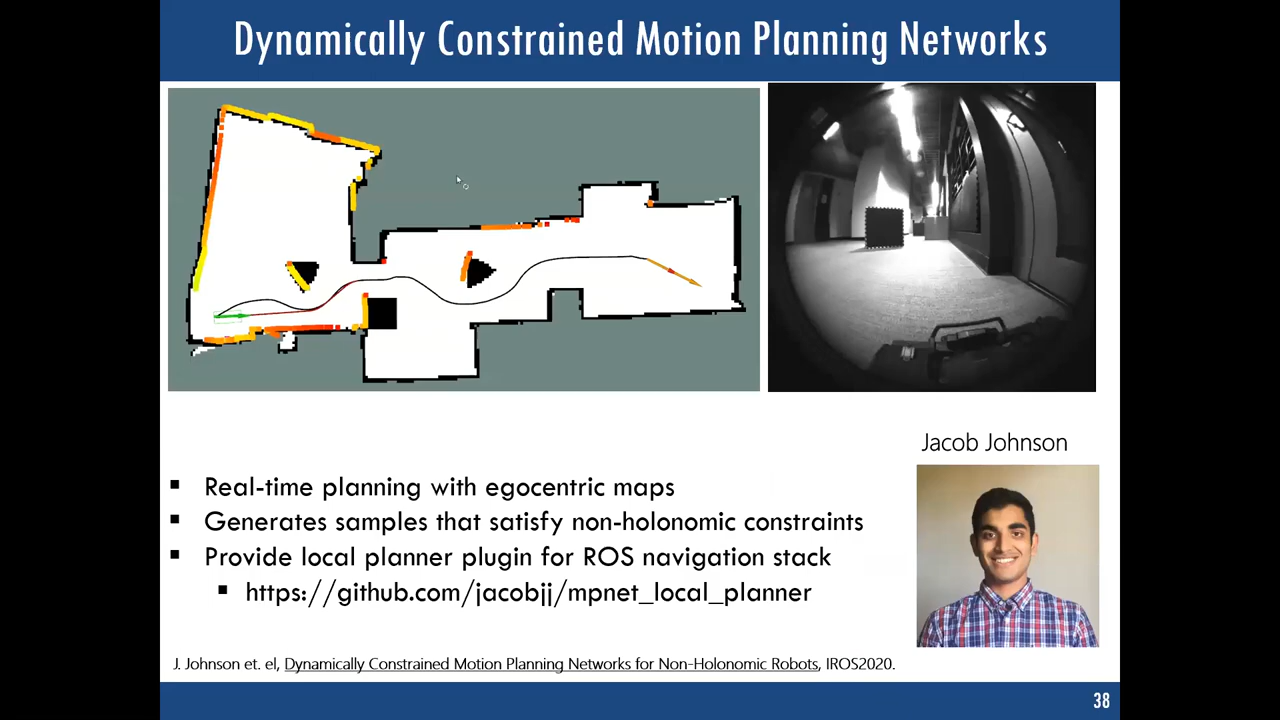 Dynamically Constrained Motion Planning Networks
Jacob Johnson
▪ Real-time planning with egocentric maps
▪ Generates samples that satisfy non-holonomic constraints
▪ Provide local planner plugin for ROS navigation stack
▪ https://github.com/jacobjj/mpnet_local_planner
J. Johnson et. el, Dynamically Constrained Motion Planning Networks for Non-Holonomic Robots, IROS2020.
38